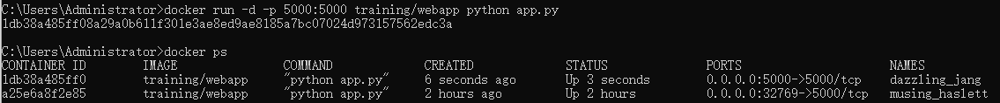 C:\Users\Administrator>docker run -d -p 5000:5000 training/webapp python app.py
1db38a485ff08a29a0b611f301e3ae8ed9ae8185a7bc07024d973157562edc3a
C:\Users\Administrator>docker ps
CONTAINER ID IMAGE COMMAND CREATED STATUS PORTS NAMES
1db38a485ff0 training/webapp "python app.py" 6 seconds ago Up 3 seconds 0.0.0.0:5000->5000/tcp dazzling_jang
a25e6a8f2e85 training/webapp "python app.py" 2 hours ago Up 2 hours 0.0.0.0:32769->5000/tcp musing_haslett